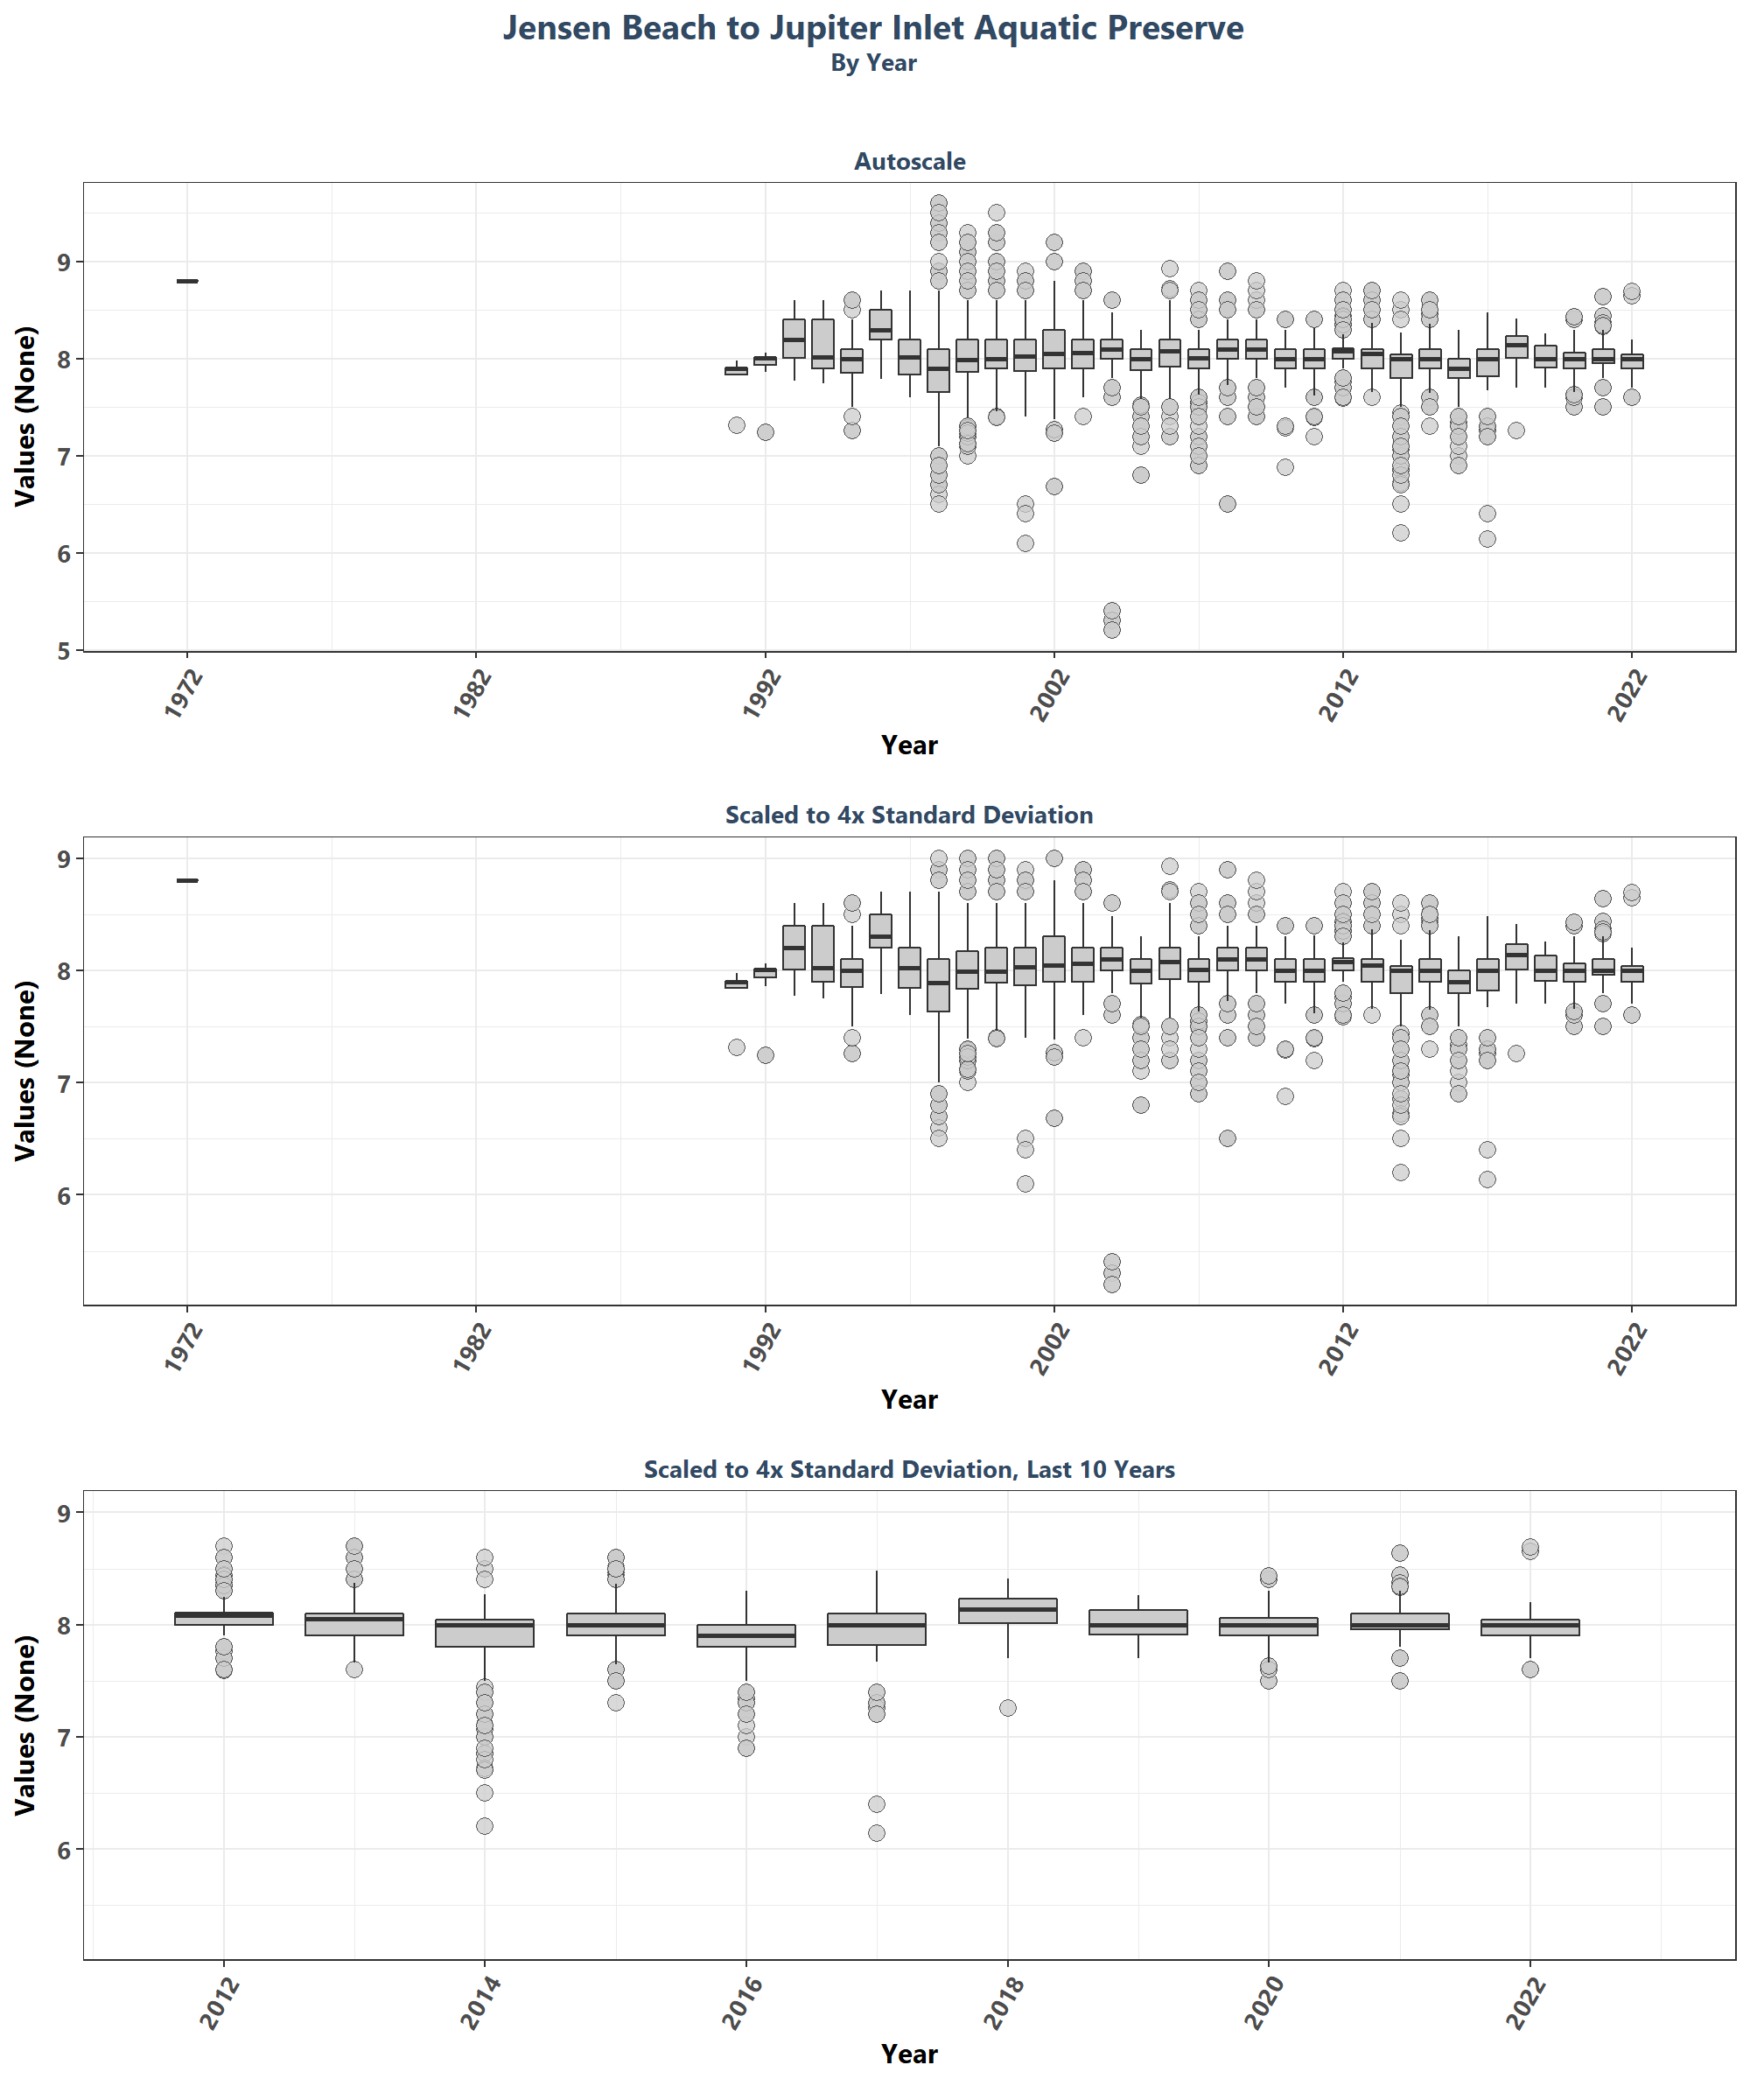 Jensen Beach to Jupiter Inlet Aquatic Preserve
By Year
Autoscale
Values (None)
9
8
7
6
5
1972
1982
1992
2002
2012
2022
Year
Scaled to 4x Standard Deviation
Values (None)
9
8
7
6
1972
1982
1992
2002
2012
2022
Year
Scaled to 4x Standard Deviation, Last 10 Years
Values (None)
9
8
7
6
2012
2014
2016
2018
2020
2022
Year